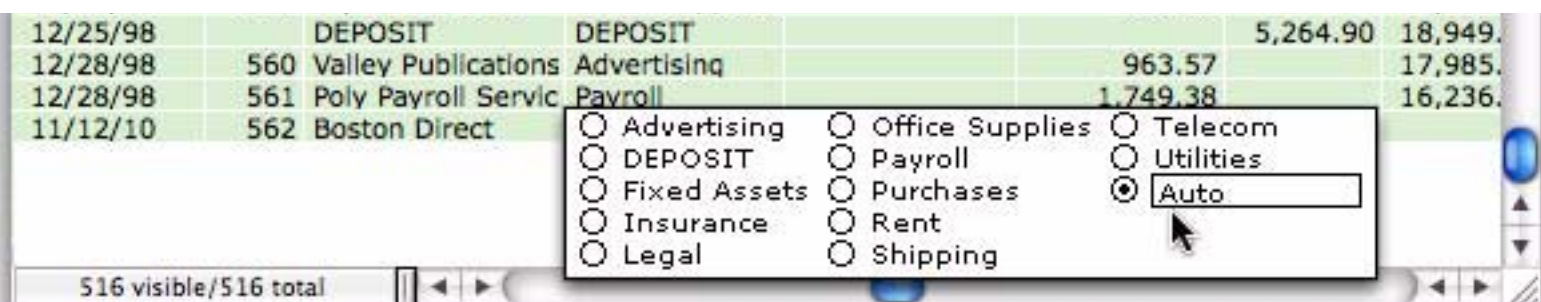 12/25/98 DEPOSIT DEPOSIT 5,264.90 18,949.
12/28/98 560 Valley Publications Advertising 963.57 17,985.
12/28/98 561 Poly Payroll Servic Payroll 1,749.38 16,236.
11/12/10 562 Boston Direct
Advertising Office Supplies Telecom
DEPOSIT Payroll Utilities
Fixed Assets Purchases Auto
Insurance Rent
Legal Shipping
516 visible/516 total